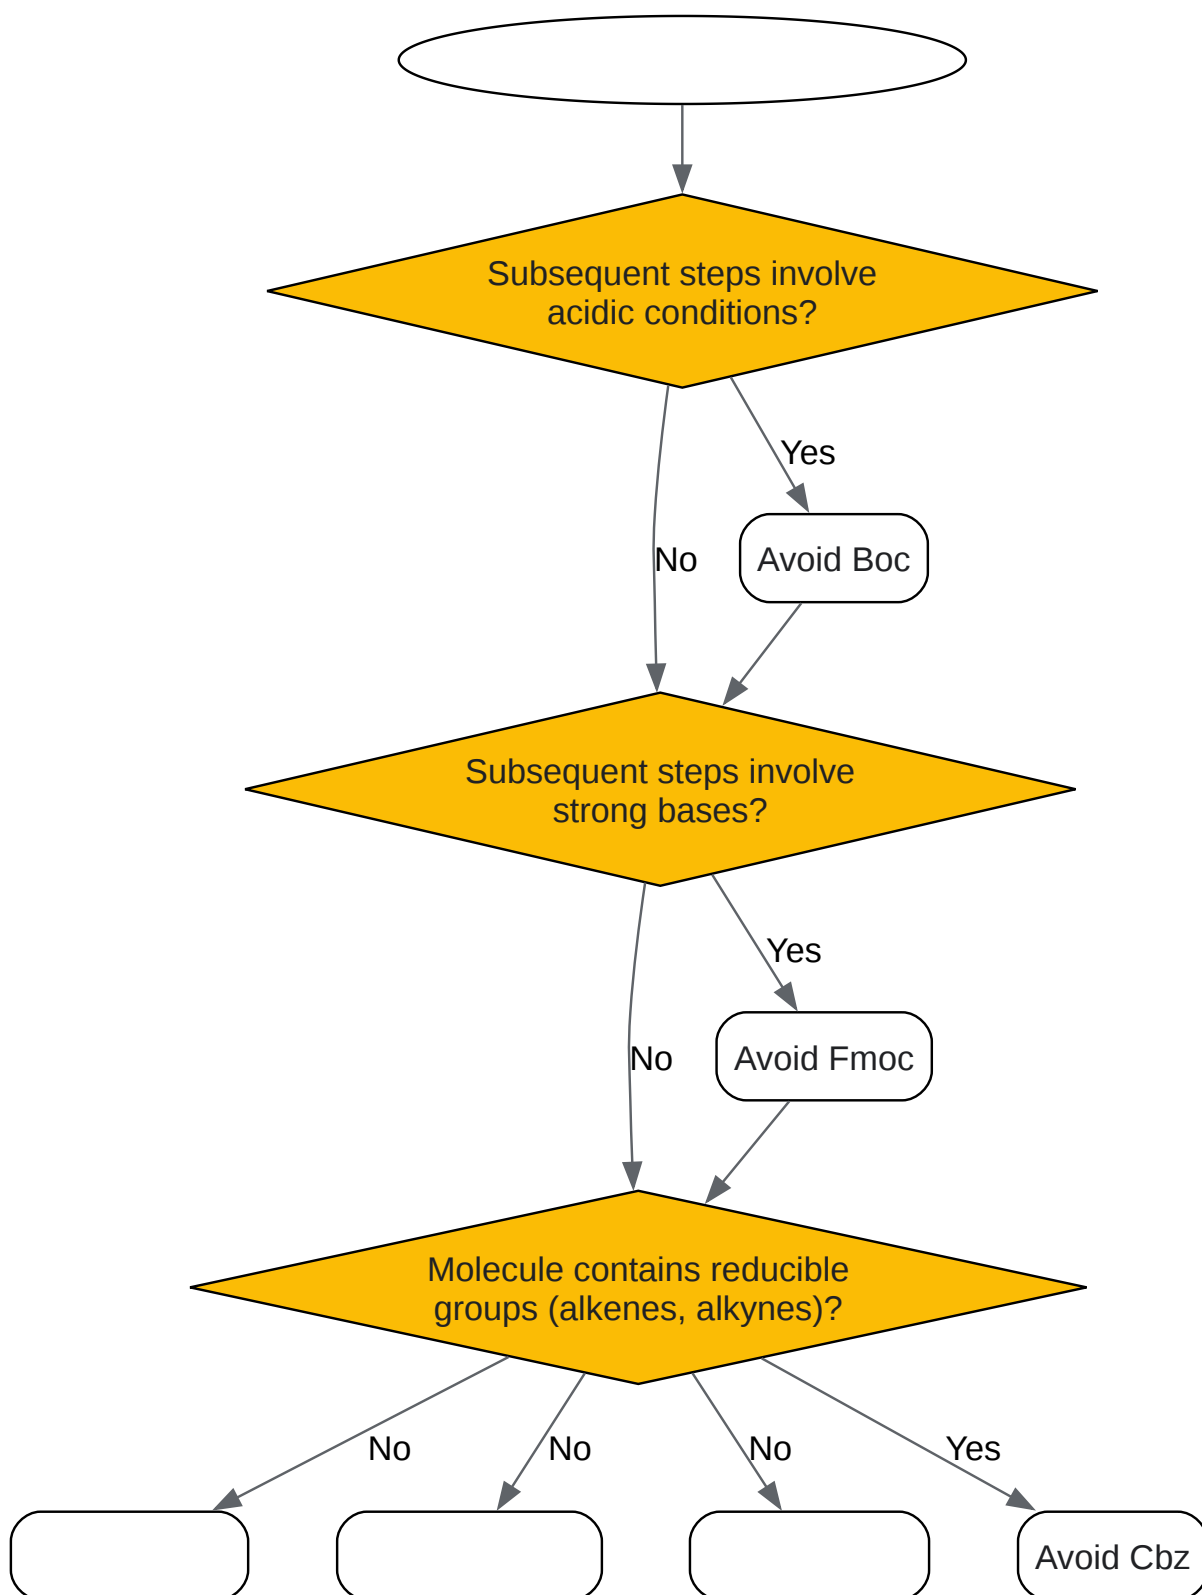 Subsequent steps involve
acidic conditions?
Yes
No
Avoid Boc
Subsequent steps involve
strong bases?
Yes
No
Avoid Fmoc
Molecule contains reducible
groups (alkenes, alkynes)?
No
No
No
Yes
Avoid Cbz